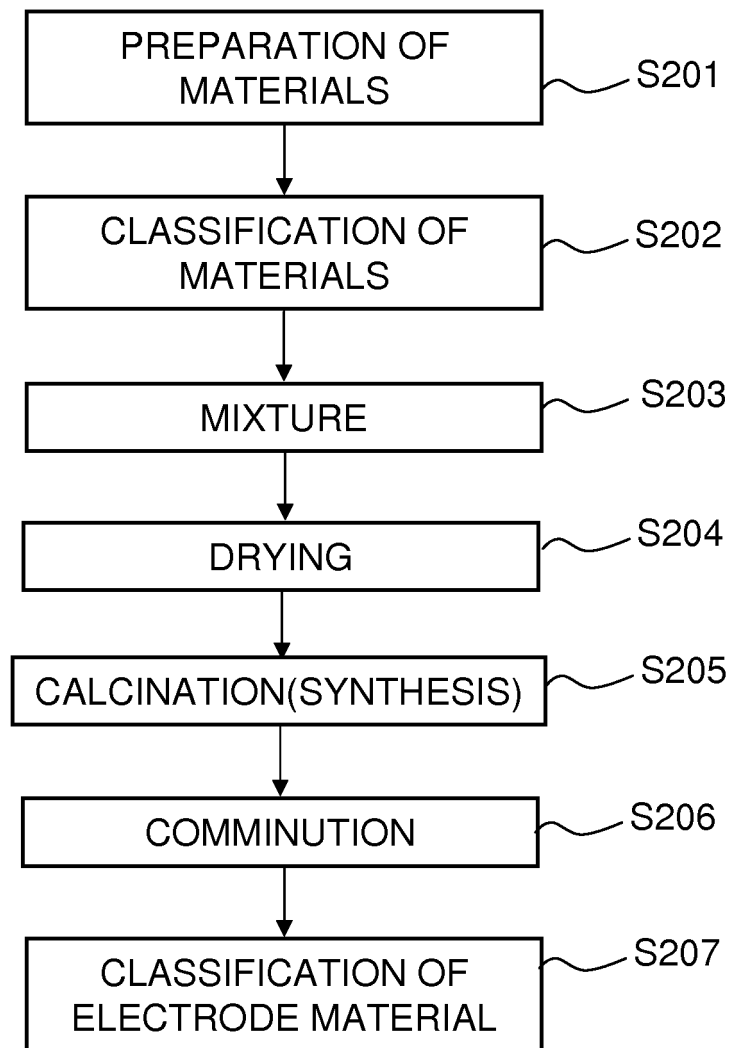 PREPARATION OF
MATERIALS
S201
CLASSIFICATION OF
MATERIALS
S202
MIXTURE
S203
DRYING
S204
CALCINATION(SYNTHESIS)
S205
COMMINUTION
S206
CLASSIFICATION OF
ELECTRODE MATERIAL
S207